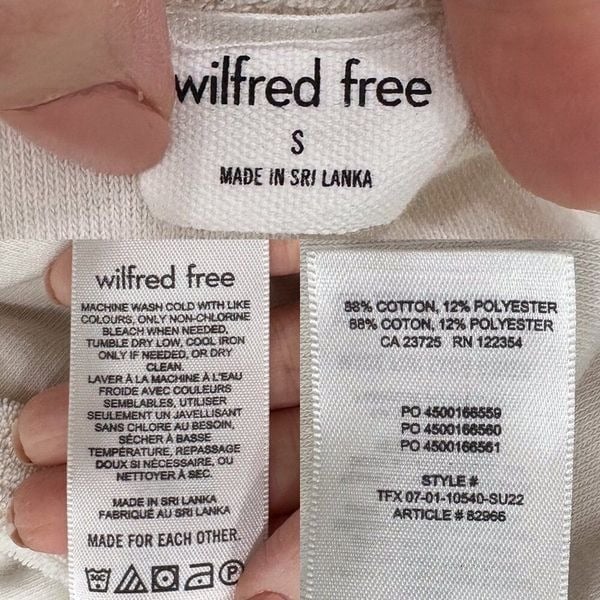 wilfred free
S
MADE IN SRI LANKA
wilfred free
MACHINE WASH COLD WITH LIKE
COLOURS, ONLY NON-CHLORINE
BLEACH WHEN NEEDED,
TUMBLE DRY LOW, COOL IRON
ONLY IF NEEDED, OR DRY
CLEAN.
LAVER À LA MACHINE À L'EAU
FROIDE AVEC COULEURS
SEMBLABLES, UTILISER
SEULEMENT UN JAVELLISANT
SANS CHLORE AU BESOIN,
SÉCHER À BASSE
TEMPÉRATURE, REPASSAGE
DOUX SI NÉCESSAIRE, OU
NETTOYER À SEC.
MADE IN SRI LANKA
FABRIQUÉ AU SRI LANKA
MADE FOR EACH OTHER.
30C
P
88% COTTON, 12% POLYESTER
88% COTON, 12% POLYESTER
CA 23725 RN 122354
PO 4500166559
PO 4500166560
PO 4500166561
STYLE #
TFX 07-01-10540-SU22
ARTICLE # 82966